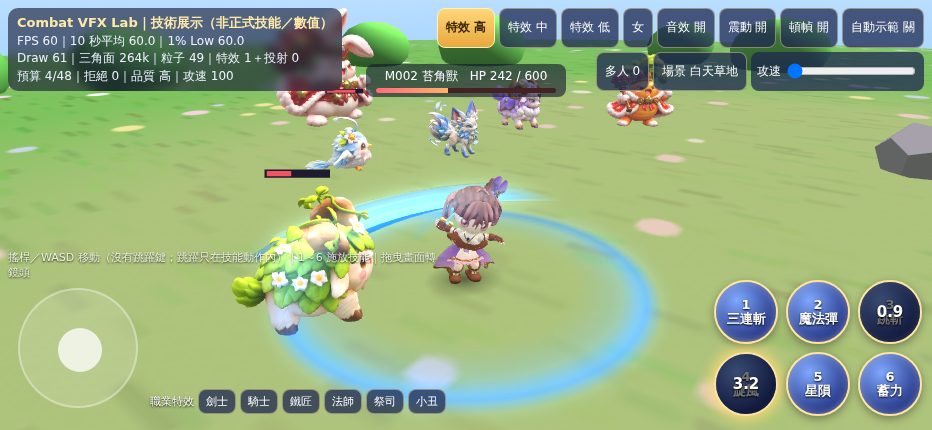 Combat VFX Lab | 技術展示（非正式技能／數值）
FPS 60 | 10 秒平均 60.0 | 1% Low 60.0
Draw 61 | 三角面 264k | 粒子 49 | 特效 1＋投射 0
預算 4/48 | 拒絕 0 | 品質 高 | 攻速 100
特效 高
特效 中
特效 低
女
音效 開
震動 開
頓幀 開
自動示範 關
多人 0
場景 白天草地
攻速
M002 苔角獸 HP 242 / 600
搖桿／WASD 移動（沒有跳躍鍵；跳躍只在技能動作內）| 1～6 施放技能 | 拖曳畫面轉
鏡頭
1
三連斬
2
魔法彈
3
跳斬
0.9
4
旋風
3.2
5
星隕
6
蓄力
職業特效
劍士
騎士
鐵匠
法師
祭司
小丑